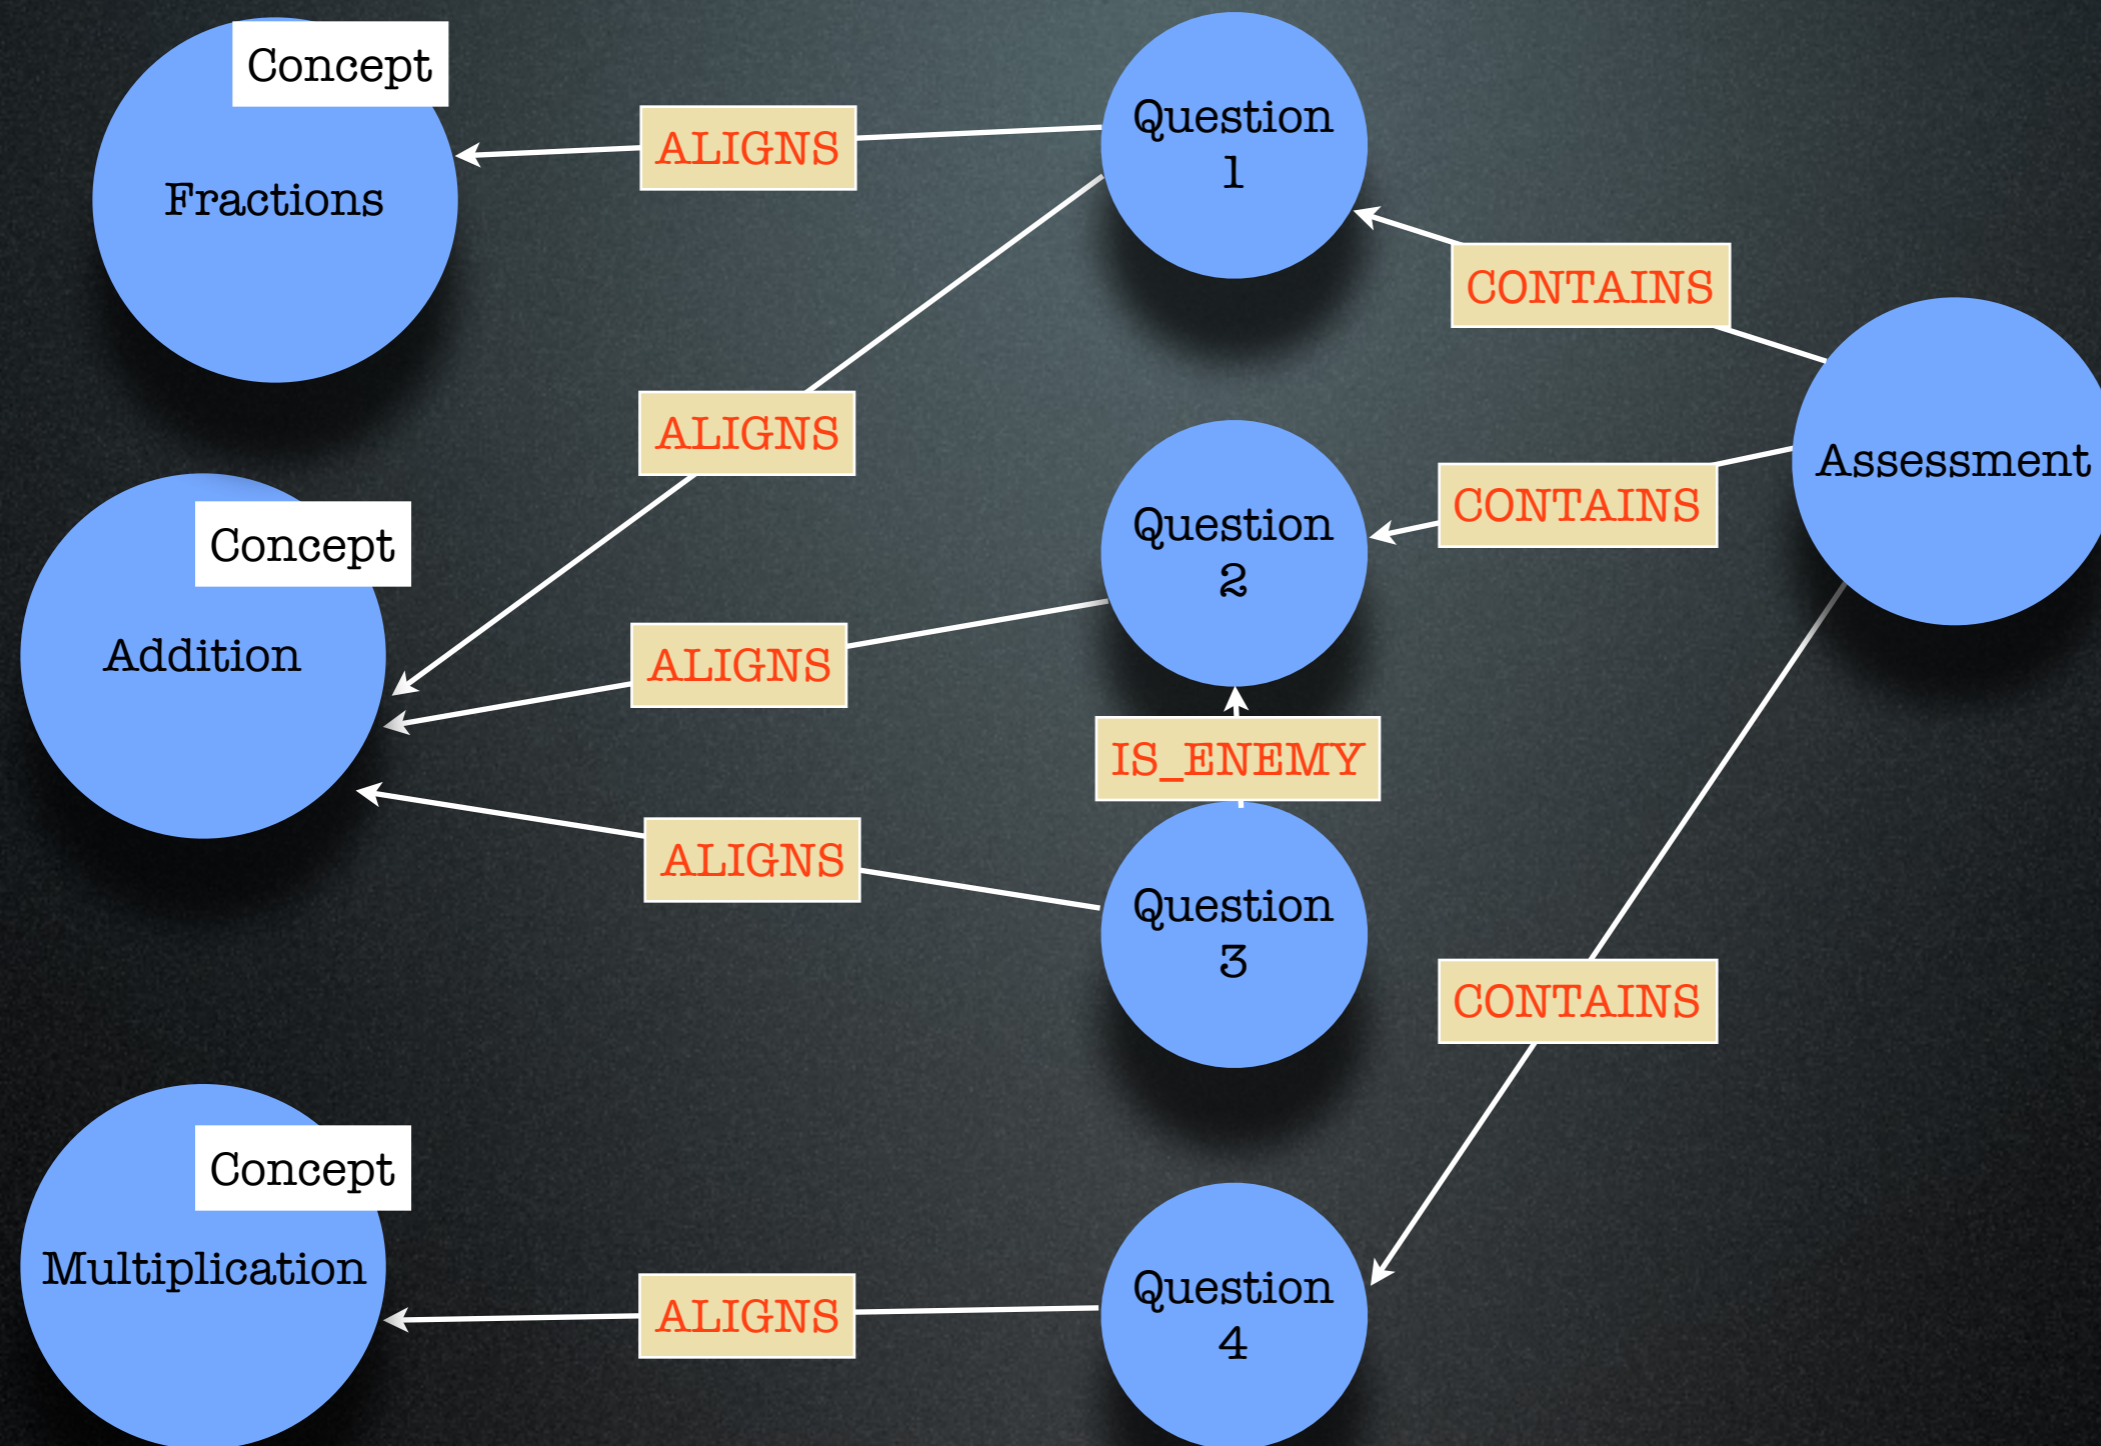 Concept
Fractions
ALIGNS
Question
1
CONTAINS
ALIGNS
Assessment
Concept
Addition
Question
2
CONTAINS
ALIGNS
IS_ENEMY
ALIGNS
Question
3
CONTAINS
Concept
Multiplication
ALIGNS
Question
4